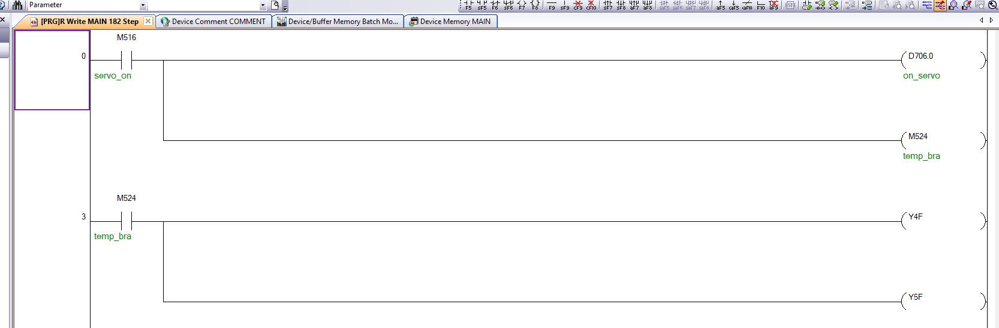 Parameter
F5 sF5 F6 sF6 F7 F8 F9 sF9 cF9 cF10 sF7 sF8 aF7 aF8 saF5 saF6 saF7 saF8 aF5 caF5 caF10 F10 aF9
[PRG]R Write MAIN 182 Step
Device Comment COMMENT
Device/Buffer Memory Batch Mo...
Device Memory MAIN
M516
0
D706.0
servo_on
on_servo
M524
temp_bra
M524
3
Y4F
temp_bra
Y5F